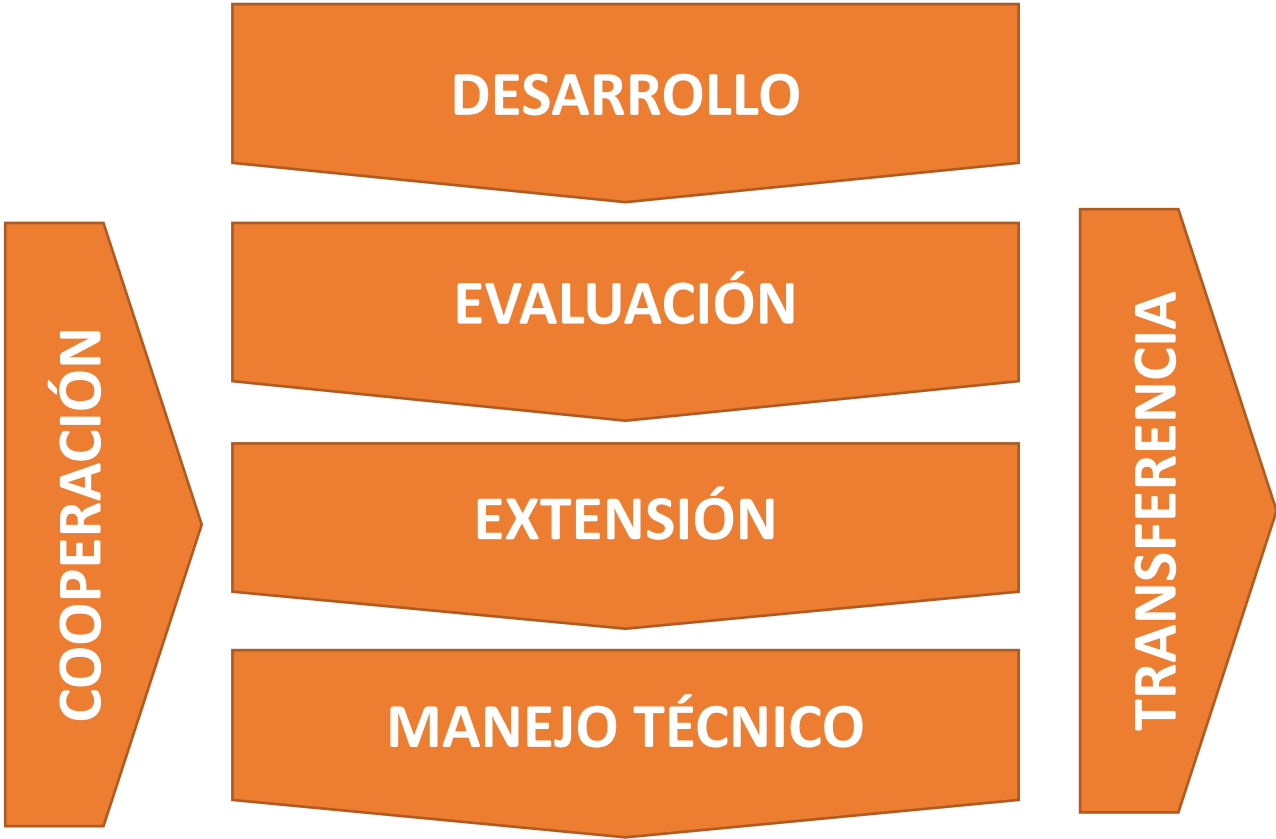 DESARROLLO
EVALUACIÓN
EXTENSIÓN
MANEJO TÉCNICO
COOPERACIÓN
TRANSFERENCIA